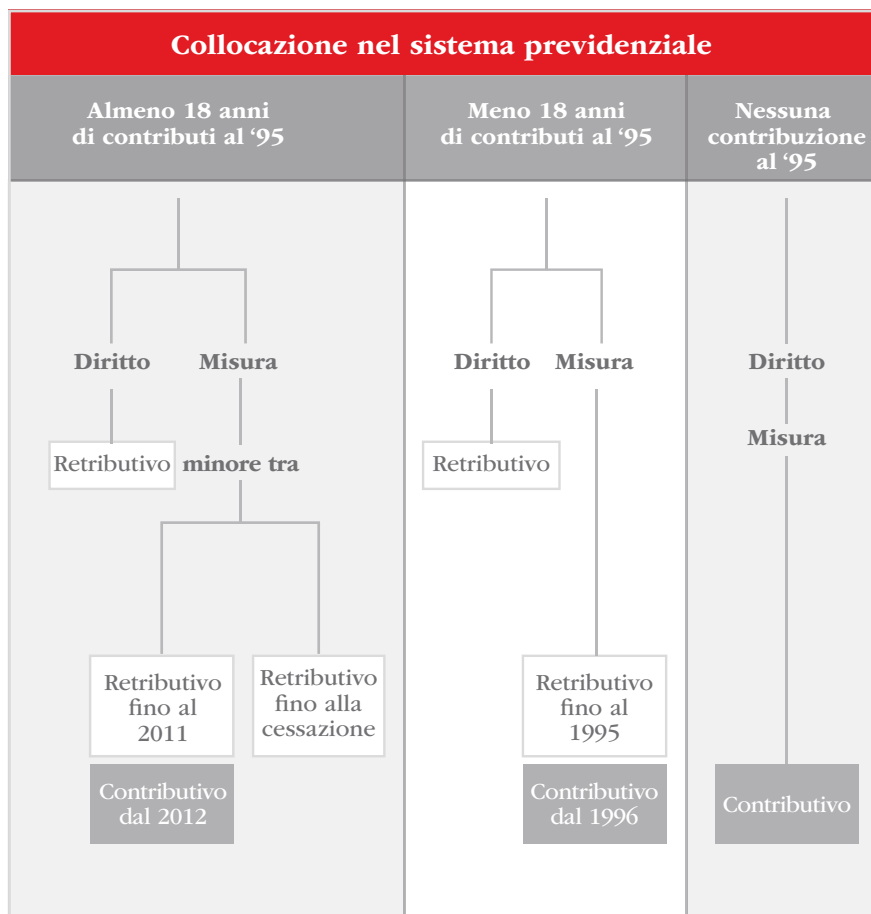 Collocazione nel sistema previdenziale
Almeno 18 anni
di contributi al ‘95
Meno 18 anni
di contributi al ‘95
Nessuna
contribuzione
al ‘95
Diritto
Misura
Retributivo
minore tra
Retributivo
fino al
2011
Contributivo
dal 2012
Retributivo
fino alla
cessazione
Diritto
Misura
Retributivo
Retributivo
fino al
1995
Contributivo
dal 1996
Diritto
Misura
Contributivo